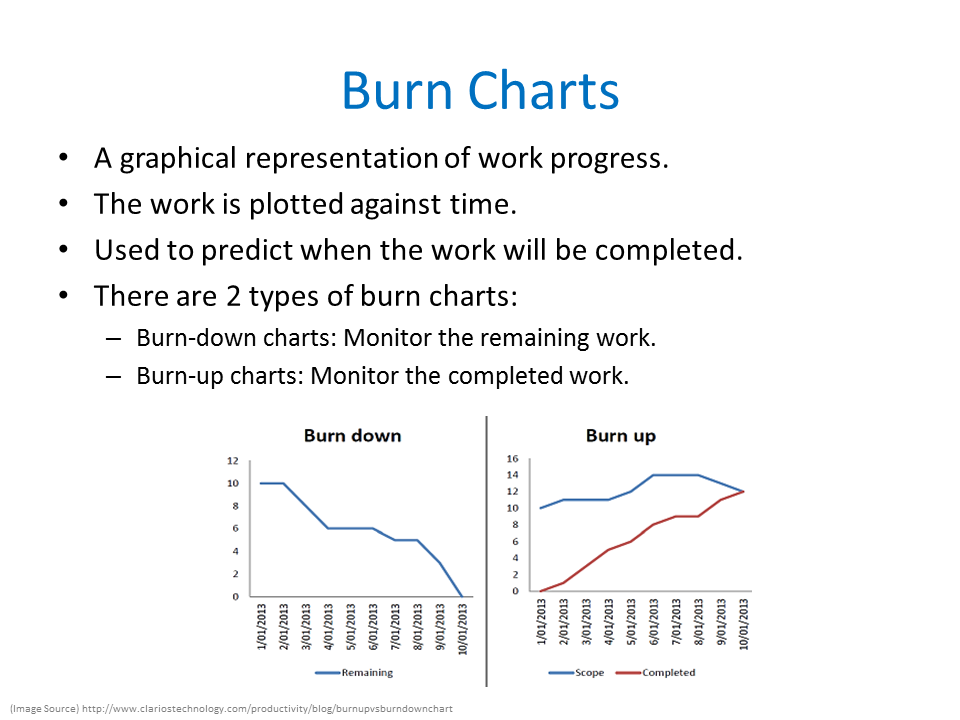 Burn Charts
• A graphical representation of work progress.
• The work is plotted against time.
• Used to predict when the work will be completed.
• There are 2 types of burn charts:
– Burn-down charts: Monitor the remaining work.
– Burn-up charts: Monitor the completed work.
Burn down
12
10
8
6
4
2
0
1/01/2013
2/01/2013
3/01/2013
4/01/2013
5/01/2013
6/01/2013
7/01/2013
8/01/2013
9/01/2013
10/01/2013
Remaining
Burn up
16
14
12
10
8
6
4
2
0
1/01/2013
2/01/2013
3/01/2013
4/01/2013
5/01/2013
6/01/2013
7/01/2013
8/01/2013
9/01/2013
10/01/2013
Scope
Completed
(Image Source) http://www.clariostechnology.com/productivity/blog/burnupvsburndownchart